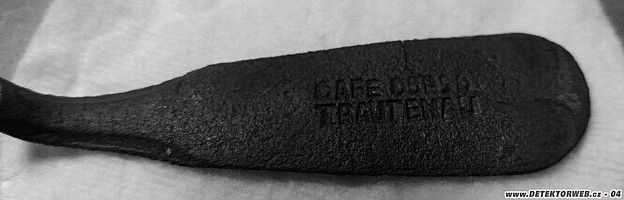 CAFE CORSO
TRAUTENAU
www.DETEKTORWEB.cz - 04